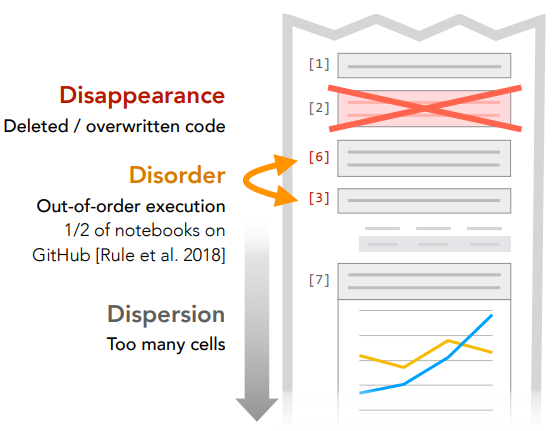 [1]
Disappearance
[2]
Deleted / overwritten code
[6]
Disorder
[3]
Out-of-order execution
1/2 of notebooks on
GitHub [Rule et al. 2018]
[7]
Dispersion
Too many cells